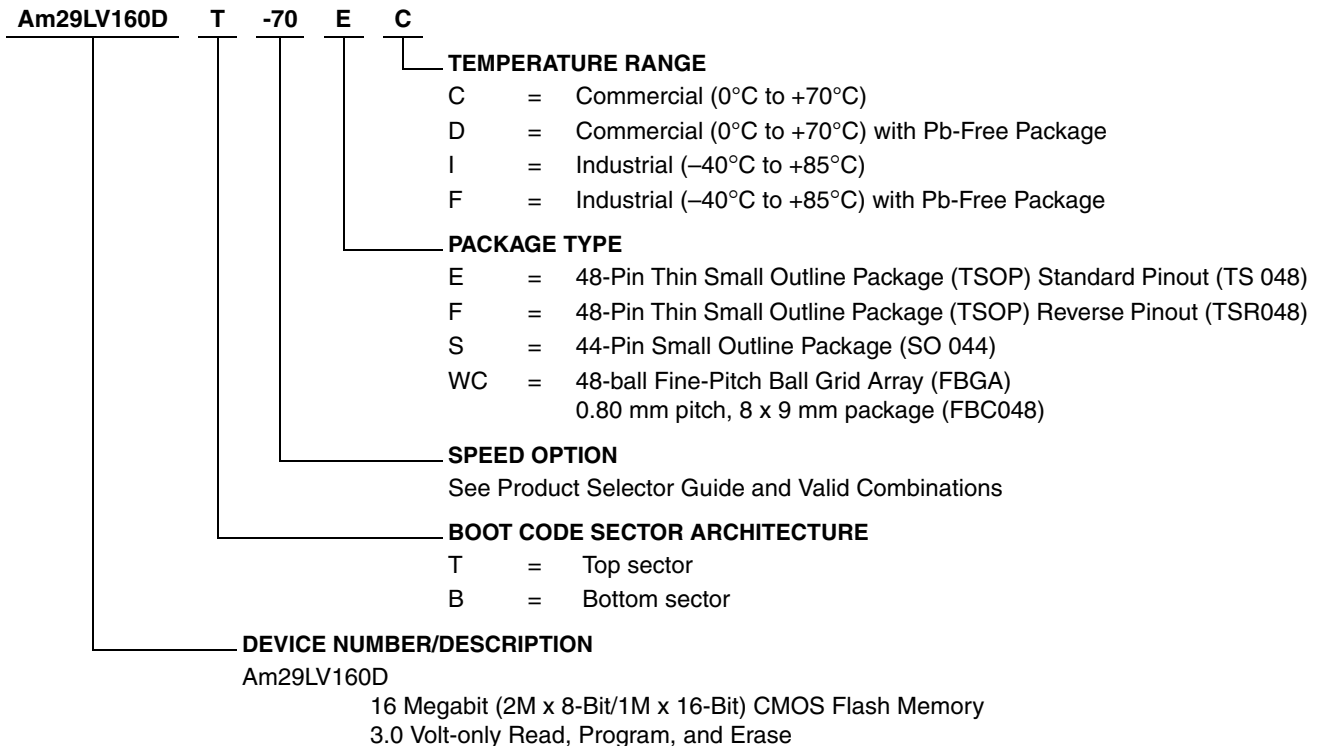 Am29LV160D T -70 E C
TEMPERATURE RANGE
C = Commercial (0°C to +70°C)
D = Commercial (0°C to +70°C) with Pb-Free Package
I = Industrial (–40°C to +85°C)
F = Industrial (–40°C to +85°C) with Pb-Free Package
PACKAGE TYPE
E = 48-Pin Thin Small Outline Package (TSOP) Standard Pinout (TS 048)
F = 48-Pin Thin Small Outline Package (TSOP) Reverse Pinout (TSR048)
S = 44-Pin Small Outline Package (SO 044)
WC = 48-ball Fine-Pitch Ball Grid Array (FBGA)
0.80 mm pitch, 8 x 9 mm package (FBC048)
SPEED OPTION
See Product Selector Guide and Valid Combinations
BOOT CODE SECTOR ARCHITECTURE
T = Top sector
B = Bottom sector
DEVICE NUMBER/DESCRIPTION
Am29LV160D
16 Megabit (2M x 8-Bit/1M x 16-Bit) CMOS Flash Memory
3.0 Volt-only Read, Program, and Erase